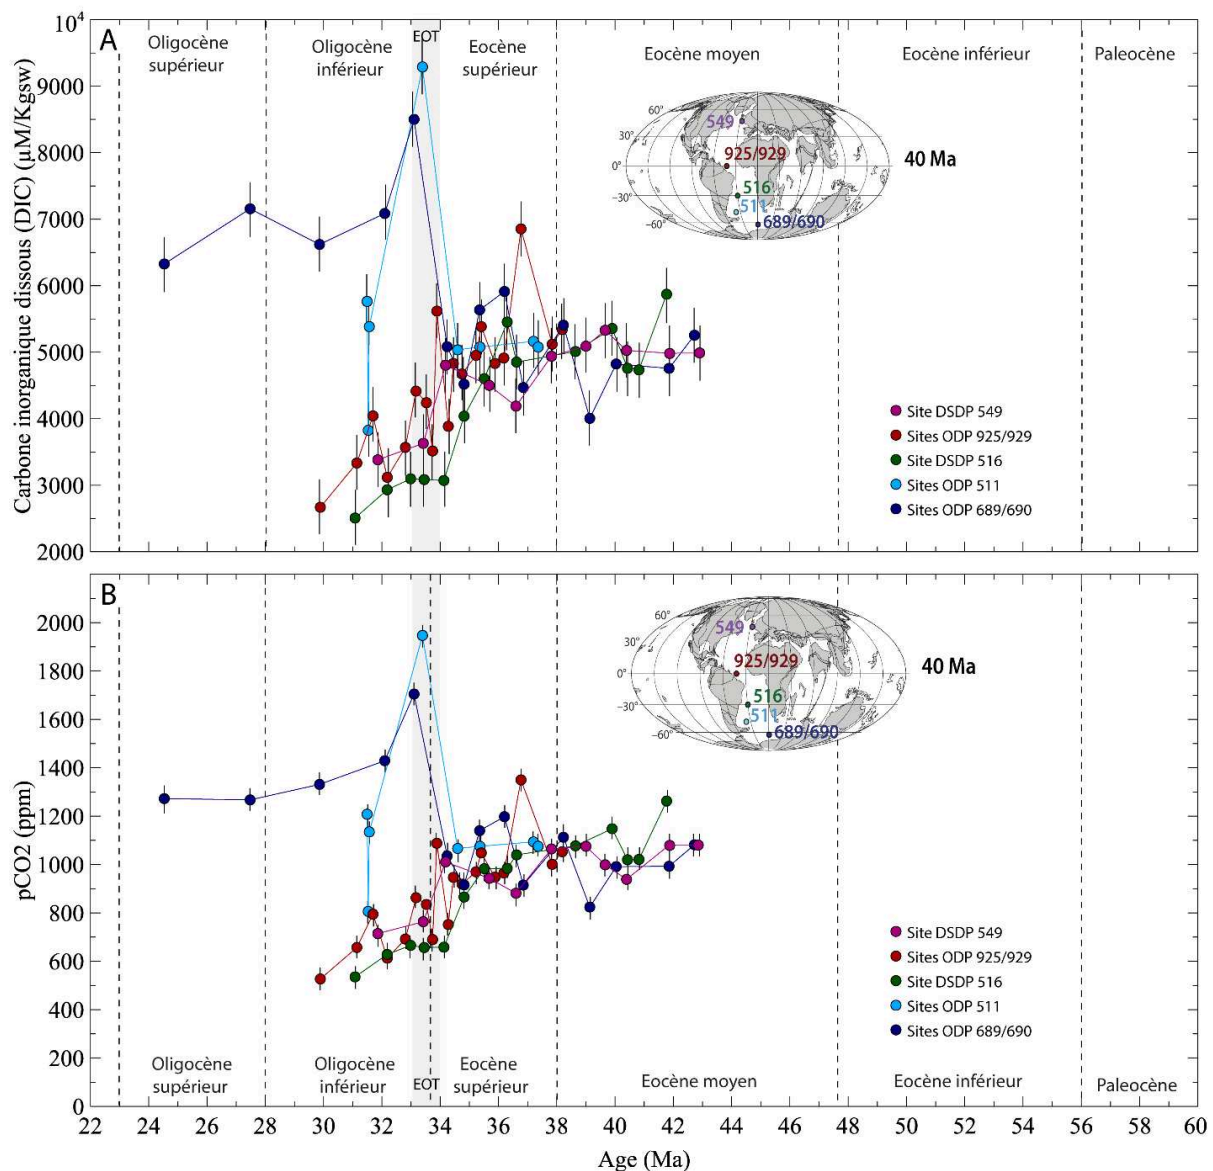 A
Oligocène
supérieur
Oligocène
inférieur
EOT
Eocène
supérieur
Eocène moyen
Eocène inférieur
Paleocène
Carbone inorganique dissous (DIC) (µM/Kgsw)
10⁴
9000
8000
7000
6000
5000
4000
3000
2000
60°
30°
0°
−30°
−60°
549
925/929
516
511
689/690
40 Ma
Site DSDP 549
Sites ODP 925/929
Site DSDP 516
Sites ODP 511
Sites ODP 689/690
B
pCO2 (ppm)
2000
1800
1600
1400
1200
1000
800
600
400
200
0
60°
30°
0°
−30°
−60°
549
925/929
516
511
689/690
40 Ma
Site DSDP 549
Sites ODP 925/929
Site DSDP 516
Sites ODP 511
Sites ODP 689/690
Oligocène
supérieur
Oligocène
inférieur
EOT
Eocène
supérieur
Eocène moyen
Eocène inférieur
Paleocène
22 24 26 28 30 32 34 36 38 40 42 44 46 48 50 52 54 56 58 60
Age (Ma)